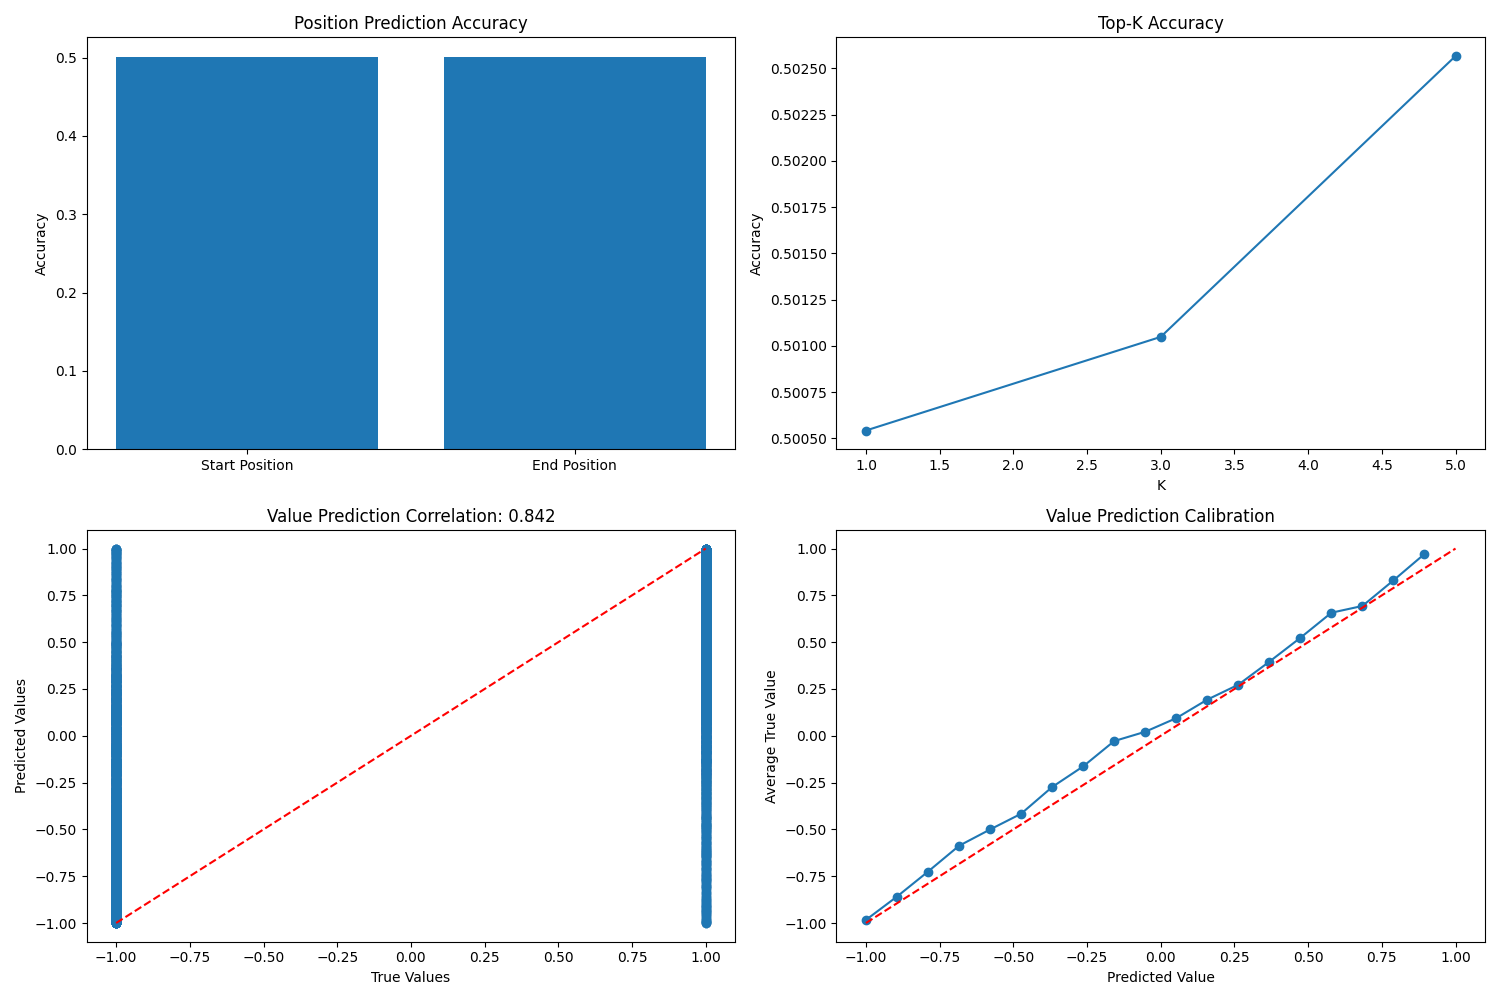 Position Prediction Accuracy
Accuracy
0.5
0.4
0.3
0.2
0.1
0.0
Start Position End Position
Top-K Accuracy
Accuracy
0.50250
0.50225
0.50200
0.50175
0.50150
0.50125
0.50100
0.50075
0.50050
1.0 1.5 2.0 2.5 3.0 3.5 4.0 4.5 5.0
K
Value Prediction Correlation: 0.842
Predicted Values
1.00
0.75
0.50
0.25
0.00
−0.25
−0.50
−0.75
−1.00
−1.00 −0.75 −0.50 −0.25 0.00 0.25 0.50 0.75 1.00
True Values
Value Prediction Calibration
Average True Value
1.00
0.75
0.50
0.25
0.00
−0.25
−0.50
−0.75
−1.00
−1.00 −0.75 −0.50 −0.25 0.00 0.25 0.50 0.75 1.00
Predicted Value